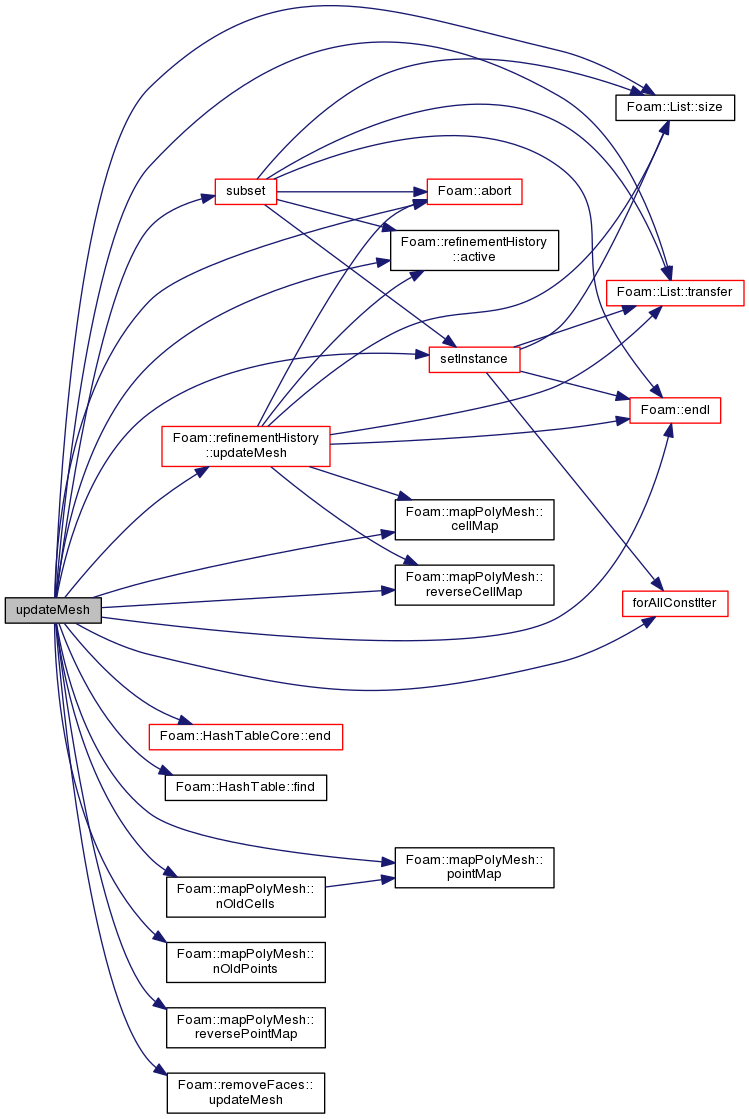 Foam::List::size
subset
Foam::abort
Foam::refinementHistory
::active
Foam::List::transfer
setInstance
Foam::endl
Foam::refinementHistory
::updateMesh
Foam::mapPolyMesh::
cellMap
Foam::mapPolyMesh::
reverseCellMap
updateMesh
forAllConstIter
Foam::HashTableCore::end
Foam::HashTable::find
Foam::mapPolyMesh::
pointMap
Foam::mapPolyMesh::
nOldCells
Foam::mapPolyMesh::
nOldPoints
Foam::mapPolyMesh::
reversePointMap
Foam::removeFaces::
updateMesh